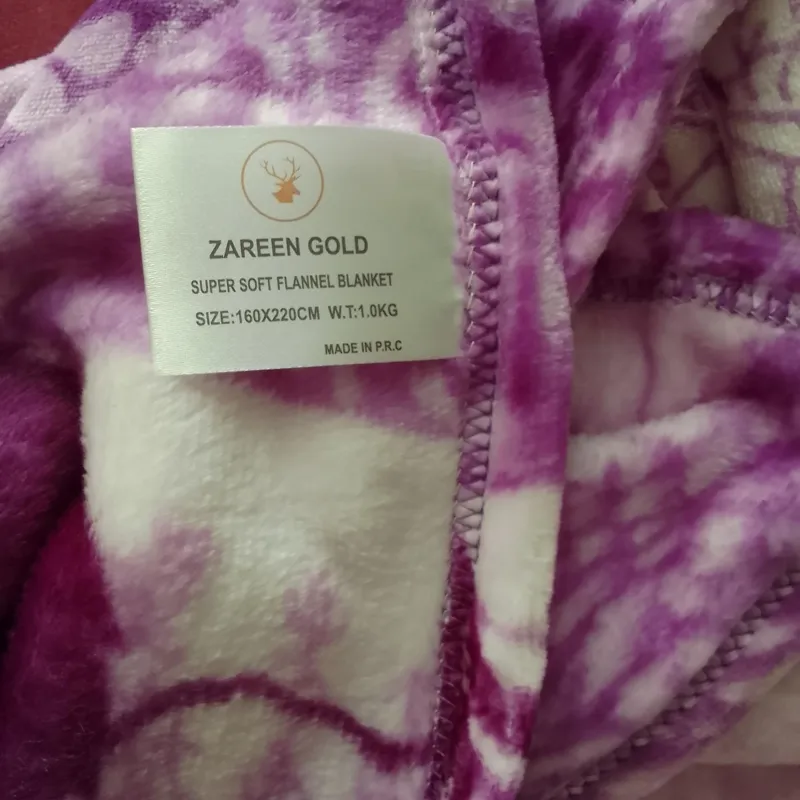 ZAREEN GOLD
SUPER SOFT FLANNEL BLANKET
SIZE:160X220CM W.T:1.0KG
MADE IN P.R.C